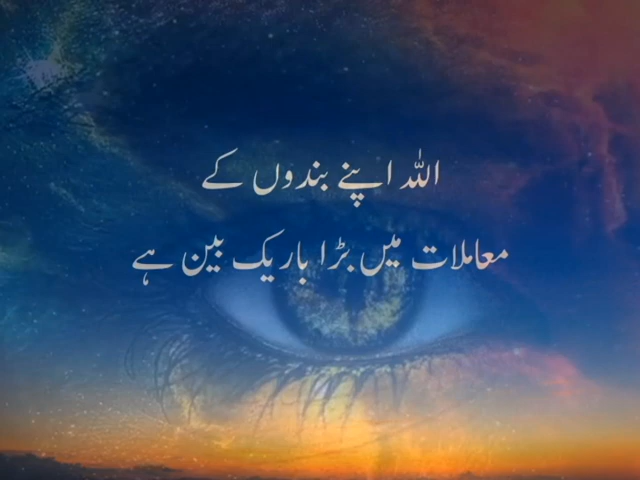 اللہ اپنے بندوں کے
معاملات میں بڑا باریک بین ہے